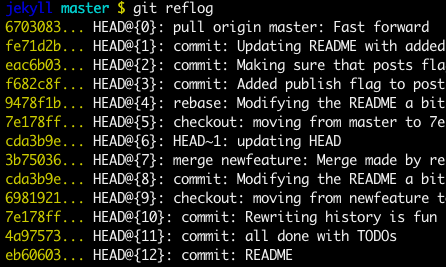 jekyll master $ git reflog
6703083... HEAD@{0}: pull origin master: Fast forward
fe71d2b... HEAD@{1}: commit: Updating README with added
eac6b03... HEAD@{2}: commit: Making sure that posts fla
f682c8f... HEAD@{3}: commit: Added publish flag to post
9478f1b... HEAD@{4}: rebase: Modifying the README a bit
7e178ff... HEAD@{5}: checkout: moving from master to 7e
cda3b9e... HEAD@{6}: HEAD~1: updating HEAD
3b75036... HEAD@{7}: merge newfeature: Merge made by re
cda3b9e... HEAD@{8}: commit: Modifying the README a bit
6981921... HEAD@{9}: checkout: moving from newfeature t
7e178ff... HEAD@{10}: commit: Rewriting history is fun
4a97573... HEAD@{11}: commit: all done with TODOs
eb60603... HEAD@{12}: commit: README